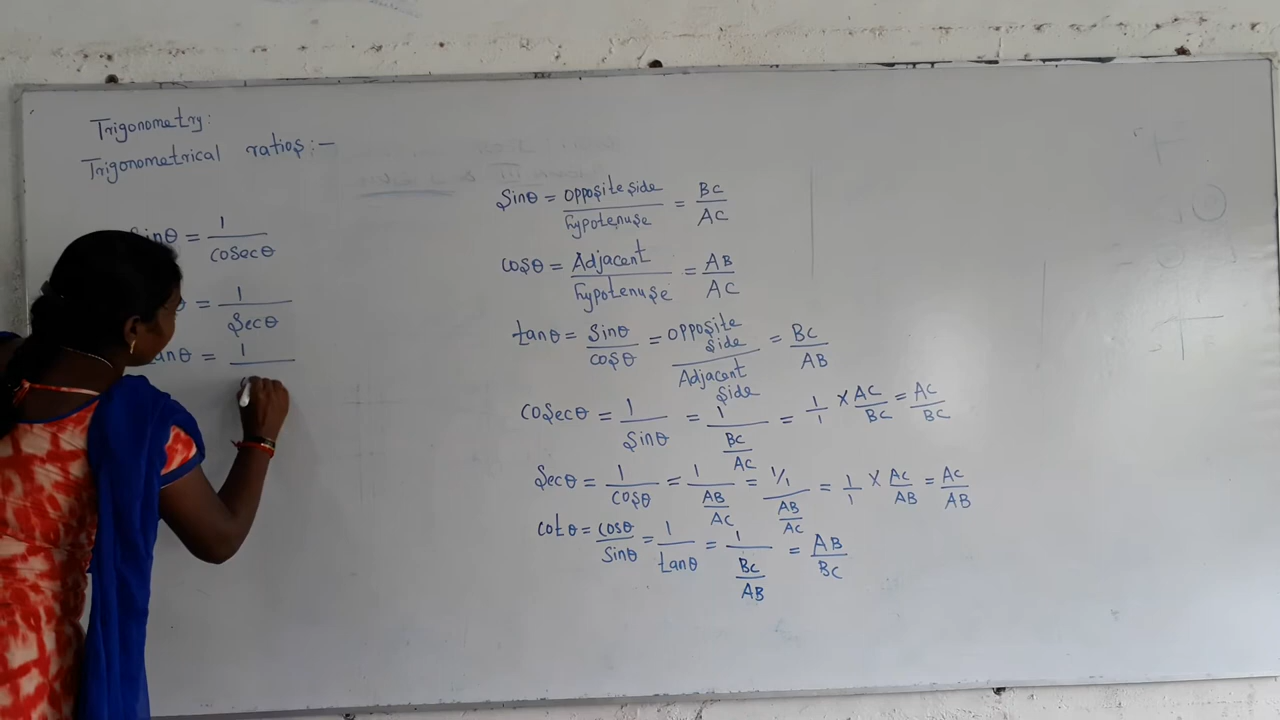 Trigonometry:
Trigonometrical ratios:-
Sinθ = 1/Cosecθ
θ = 1/Secθ
tanθ = 1/
Sinθ = opposite side/hypotenuse = BC/AC
cosθ = Adjacent/hypotenuse = AB/AC
tanθ = Sinθ/cosθ = opposite side/Adjacent side = BC/AB
cosecθ = 1/Sinθ = 1/(BC/AC) = 1/1 × AC/BC = AC/BC
Secθ = 1/cosθ = 1/(AB/AC) = (1/1)/(AB/AC) = 1/1 × AC/AB = AC/AB
cotθ = cosθ/Sinθ = 1/tanθ = 1/(BC/AB) = AB/BC